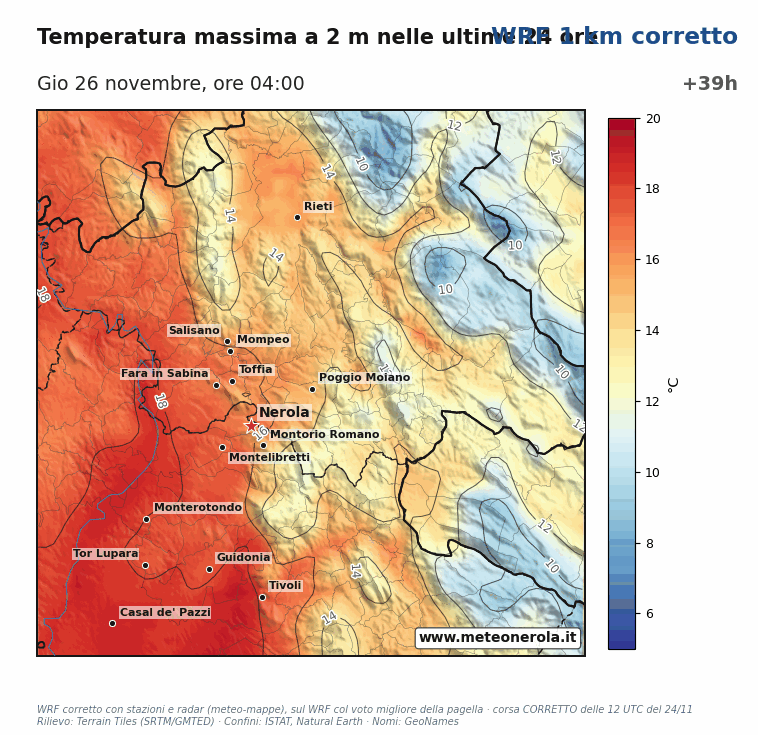 Temperatura massima a 2 m nelle ultime 24 ore
WRF 1 km corretto
Gio 26 novembre, ore 04:00
+39h
12
14
10
12
20
18
16
14
12
10
8
6
°C
Rieti
14
10
14
10
18
Salisano
Mompeo
Toffia
Fara in Sabina
Poggio Moiano
10
18
Nerola
16
Montorio Romano
Montelibretti
Monterotondo
12
Tor Lupara
Guidonia
14
10
Tivoli
Casal de' Pazzi
14
www.meteonerola.it
WRF corretto con stazioni e radar (meteo-mappe), sul WRF col voto migliore della pagella · corsa CORRETTO delle 12 UTC del 24/11
Rilievo: Terrain Tiles (SRTM/GMTED) · Confini: ISTAT, Natural Earth · Nomi: GeoNames